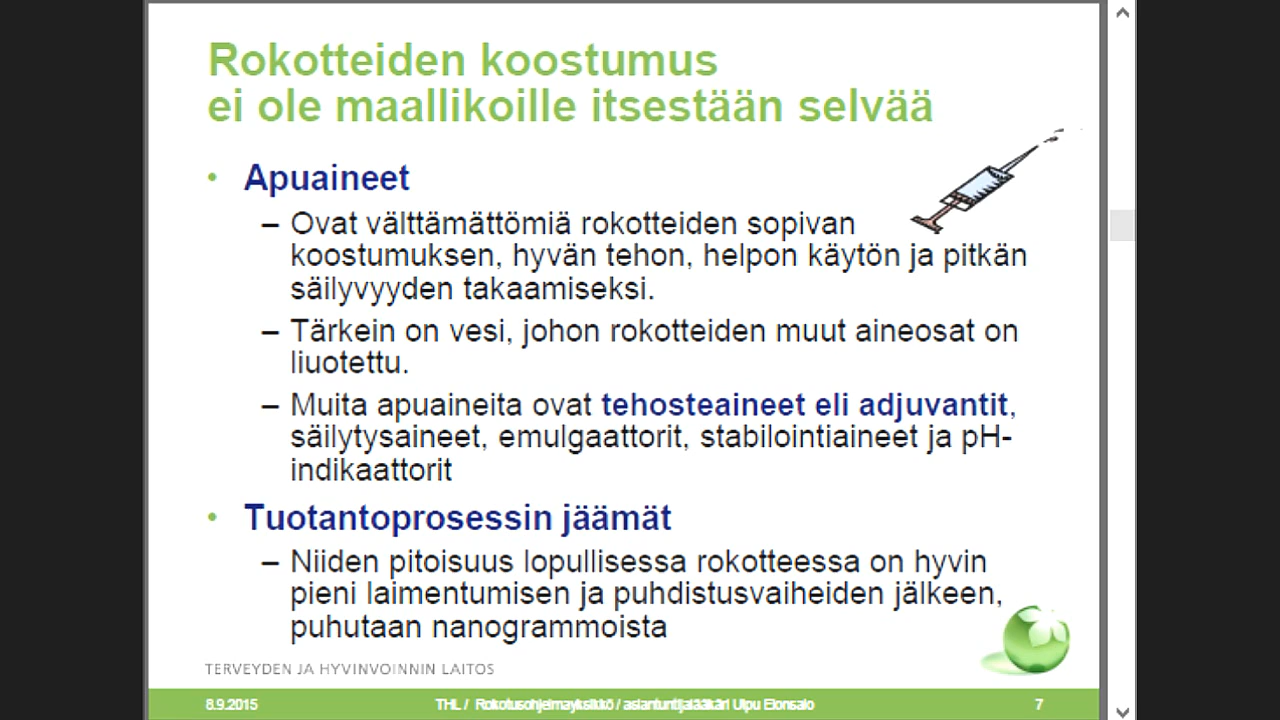 Rokotteiden koostumus
ei ole maallikoille itsestään selvää
• Apuaineet
– Ovat välttämättömiä rokotteiden sopivan
koostumuksen, hyvän tehon, helpon käytön ja pitkän
säilyvyyden takaamiseksi.
– Tärkein on vesi, johon rokotteiden muut aineosat on
liuotettu.
– Muita apuaineita ovat tehosteaineet eli adjuvantit,
säilytysaineet, emulgaattorit, stabilointiaineet ja pH-
indikaattorit
• Tuotantoprosessin jäämät
– Niiden pitoisuus lopullisessa rokotteessa on hyvin
pieni laimentumisen ja puhdistusvaiheiden jälkeen,
puhutaan nanogrammoista
TERVEYDEN JA HYVINVOINNIN LAITOS
8.9.2015 THL / Rokotusohjelmayksikkö / asiantuntijalääkäri Ulpu Elonsalo 7